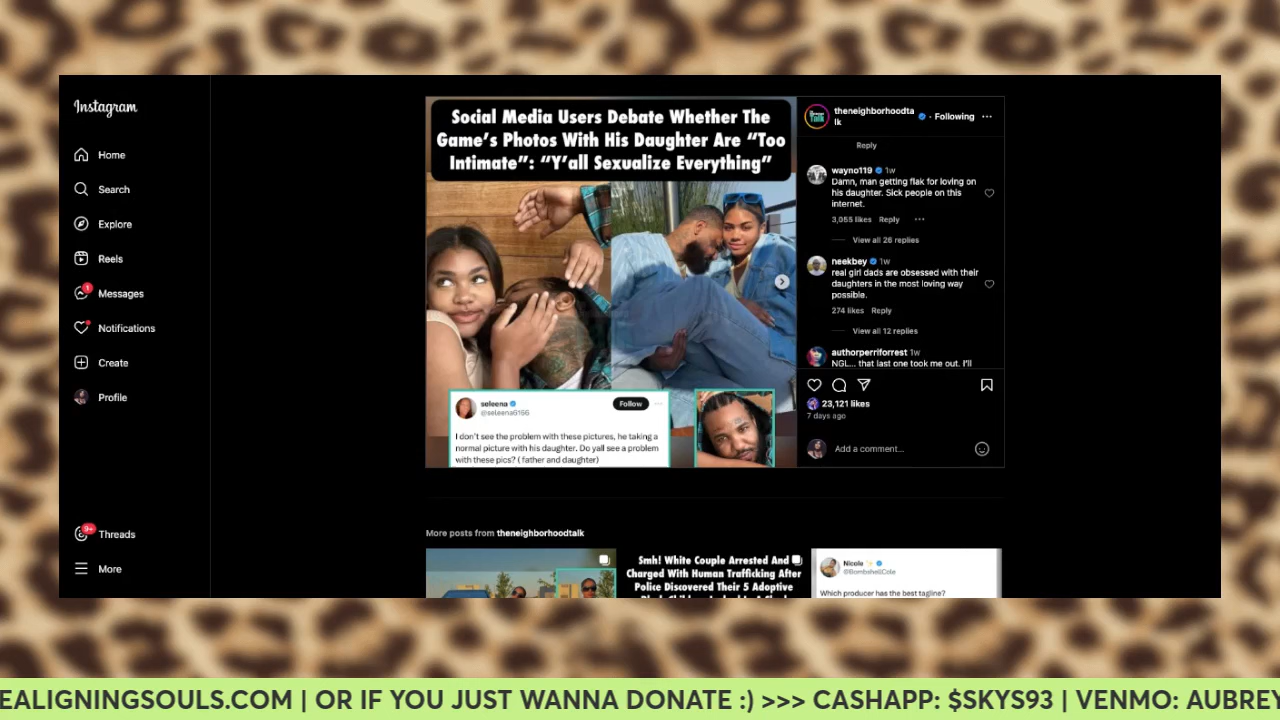 Instagram
Home
Search
Explore
Reels
1
Messages
Notifications
Create
Profile
9+
Threads
More
Social Media Users Debate Whether The
Game's Photos With His Daughter Are "Too
Intimate": "Y'all Sexualize Everything"
seleena
@seleena6166
Follow
I don't see the problem with these pictures, he taking a
normal picture with his daughter. Do yall see a problem
with these pics? ( father and daughter)
theneighborhoodta
lk
• Following
Reply
wayno119 1w
Damn, man getting flak for loving on
his daughter. Sick people on this
internet.
3,055 likes Reply
View all 26 replies
neekbey 1w
real girl dads are obsessed with their
daughters in the most loving way
possible.
274 likes Reply
View all 12 replies
authorperriforrest 1w
NGL... that last one took me out. I'll
23,121 likes
7 days ago
Add a comment...
More posts from theneighborhoodtalk
Smh! White Couple Arrested And
Charged With Human Trafficking After
Police Discovered Their 5 Adoptive
Nicole
@BombshellCole
Which producer has the best tagline?
EALIGNINGSOULS.COM | OR IF YOU JUST WANNA DONATE :) >>> CASHAPP: $SKYS93 | VENMO: AUBREY